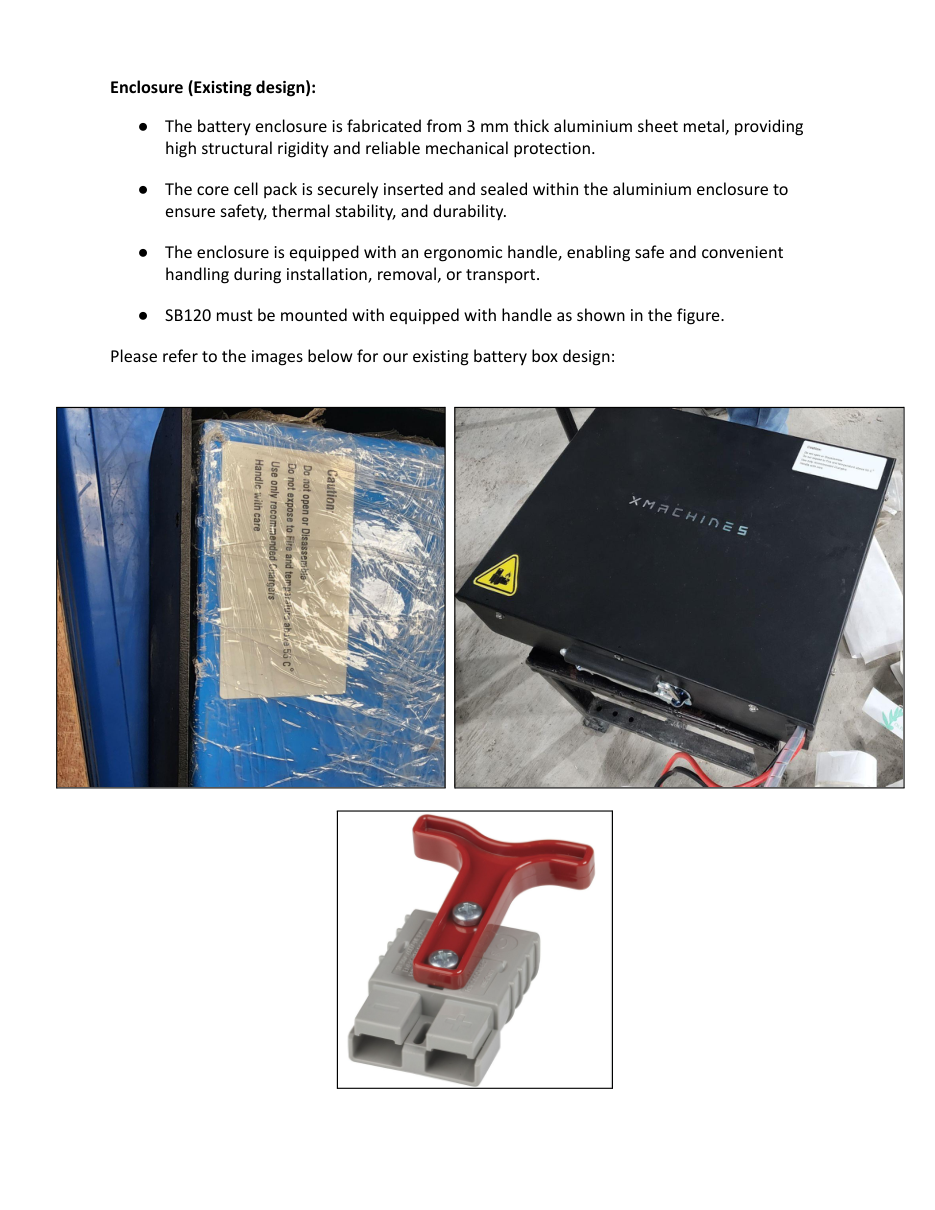 Enclosure (Existing design):
● The battery enclosure is fabricated from 3 mm thick aluminium sheet metal, providing
high structural rigidity and reliable mechanical protection.
● The core cell pack is securely inserted and sealed within the aluminium enclosure to
ensure safety, thermal stability, and durability.
● The enclosure is equipped with an ergonomic handle, enabling safe and convenient
handling during installation, removal, or transport.
● SB120 must be mounted with equipped with handle as shown in the figure.
Please refer to the images below for our existing battery box design:
Caution
Do not open or Disassemble
Do not expose to Fire and temperature above 55 C°
Use only recommended Chargers
Handle with care
XMACHINES